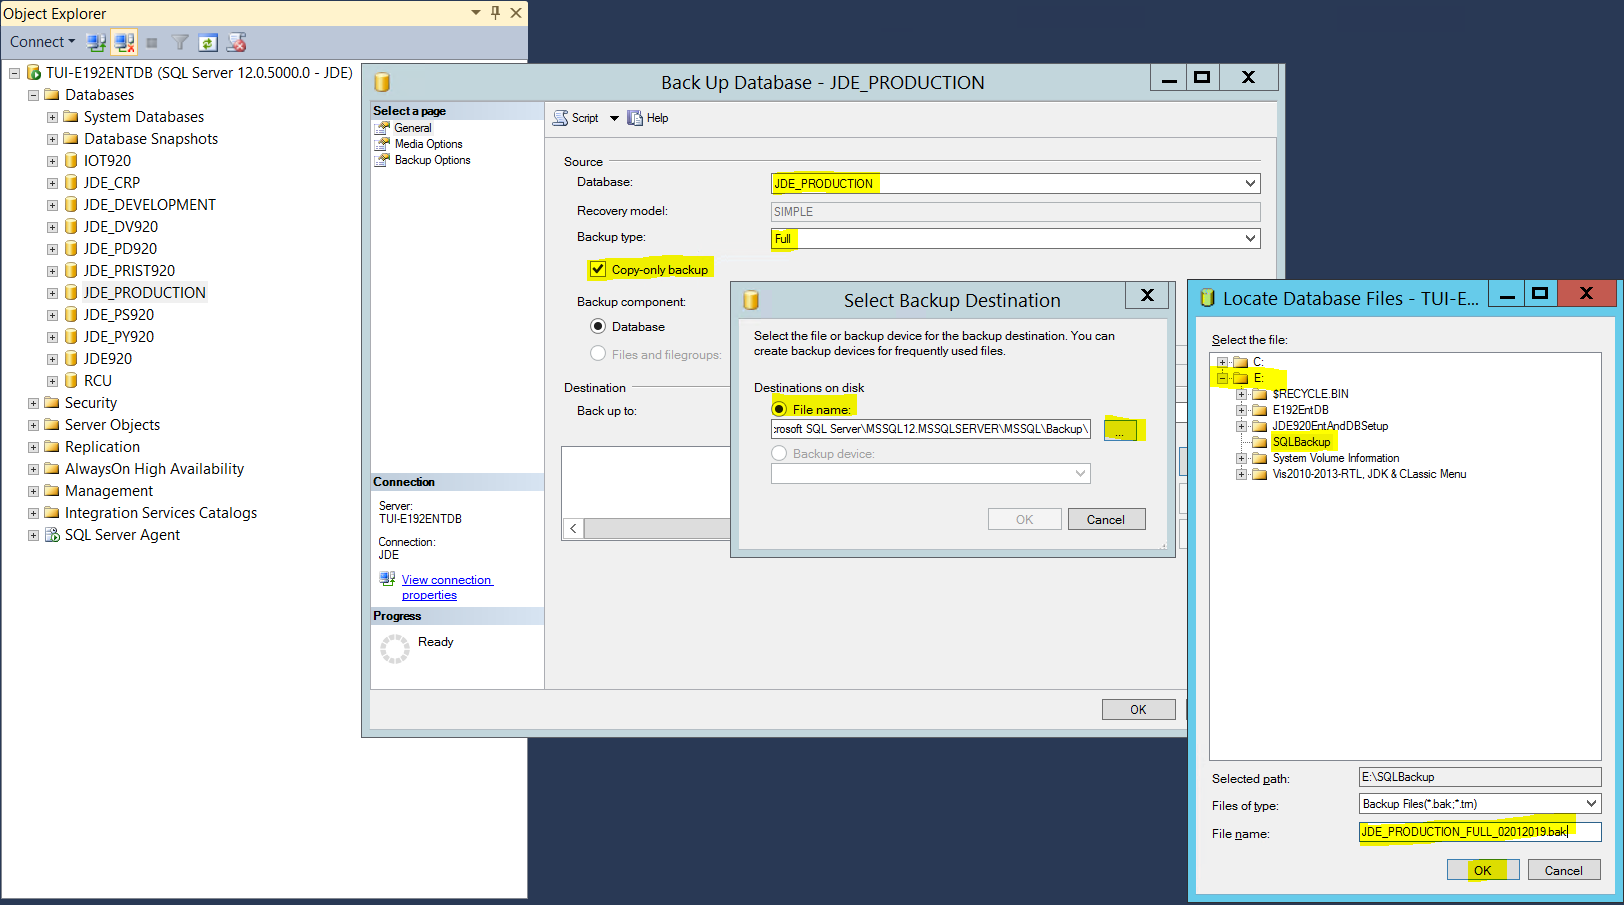 Object Explorer
Connect
TUI-E192ENTDB (SQL Server 12.0.5000.0 - JDE)
Databases
System Databases
Database Snapshots
IOT920
JDE_CRP
JDE_DEVELOPMENT
JDE_DV920
JDE_PD920
JDE_PRIST920
JDE_PRODUCTION
JDE_PS920
JDE_PY920
JDE920
RCU
Security
Server Objects
Replication
AlwaysOn High Availability
Management
Integration Services Catalogs
SQL Server Agent
Back Up Database - JDE_PRODUCTION
Select a page
General
Media Options
Backup Options
Script
Help
Source
Database:
JDE_PRODUCTION
Recovery model:
SIMPLE
Backup type:
Full
Copy-only backup
Backup component:
Database
Files and filegroups:
Destination
Back up to:
Connection
Server:
TUI-E192ENTDB
Connection:
JDE
View connection
properties
Progress
Ready
OK
Select Backup Destination
Select the file or backup device for the backup destination. You can
create backup devices for frequently used files.
Destinations on disk
File name:
crosoft SQL Server\MSSQL12.MSSQLSERVER\MSSQL\Backup\
...
Backup device:
OK
Cancel
Locate Database Files - TUI-E...
Select the file:
C:
E:
$RECYCLE.BIN
E192EntDB
JDE920EntAndDBSetup
SQLBackup
System Volume Information
Vis2010-2013-RTL, JDK & CLassic Menu
Selected path:
E:\SQLBackup
Files of type:
Backup Files(*.bak;*.trn)
File name:
JDE_PRODUCTION_FULL_02012019.bak
OK
Cancel